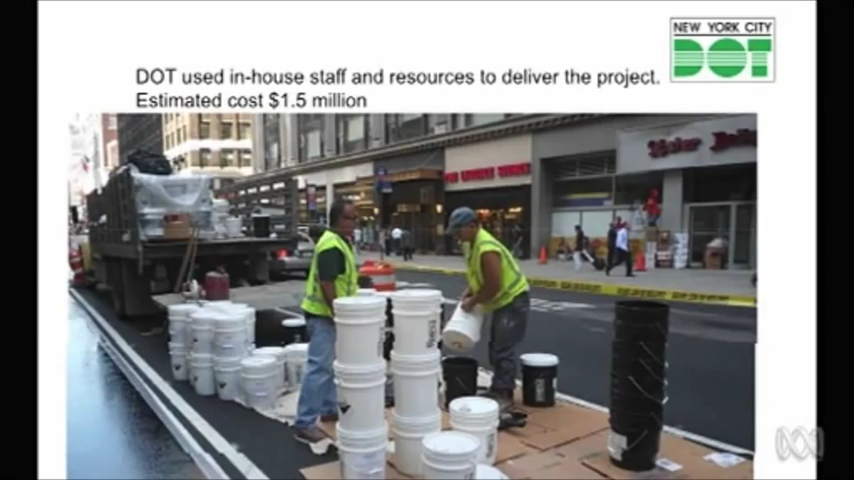 NEW YORK CITY
DOT
DOT used in-house staff and resources to deliver the project.
Estimated cost $1.5 million